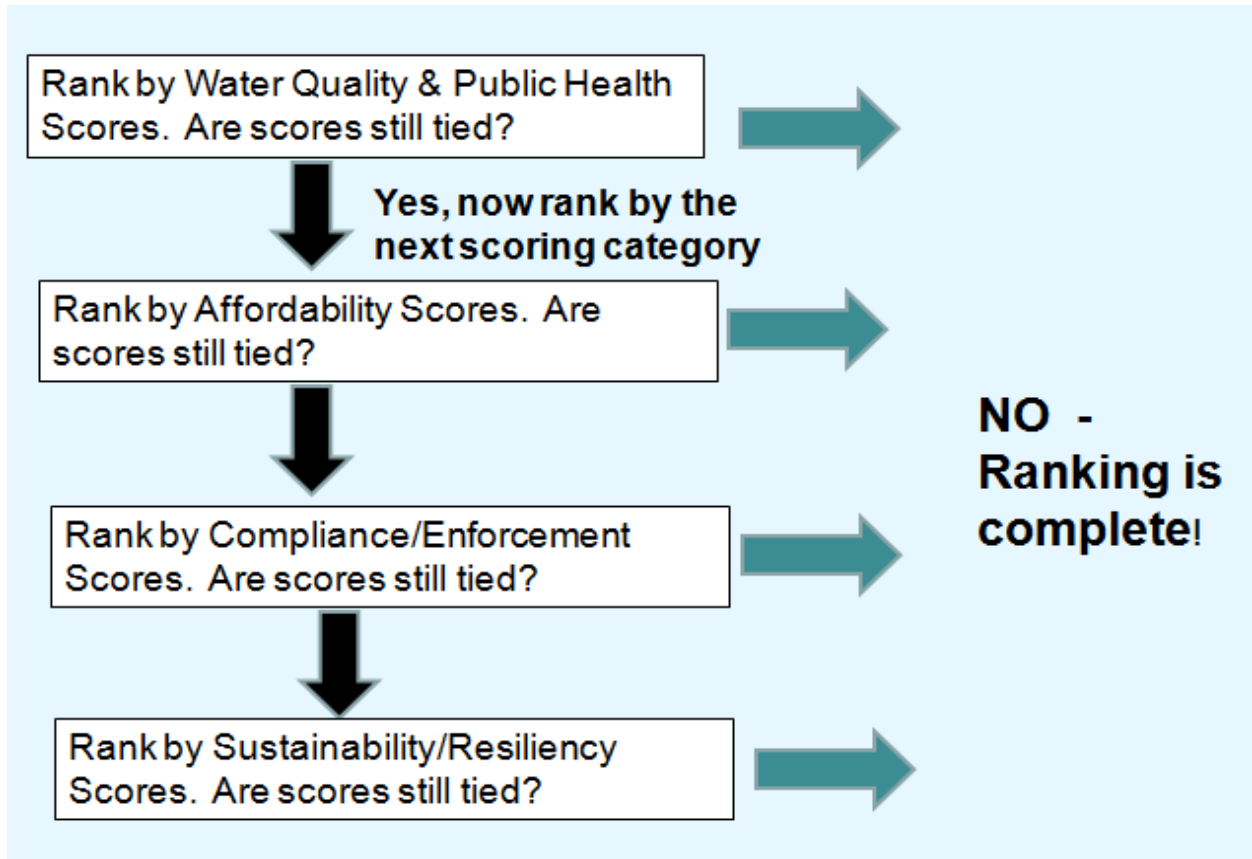 Rank by Water Quality & Public Health
Scores.  Are scores still tied?
Yes, now rank by the
next scoring category
Rank by Affordability Scores.  Are
scores still tied?
NO  -
Ranking is
complete!
Rank by Compliance/Enforcement
Scores.  Are scores still tied?
Rank by Sustainability/Resiliency
Scores.  Are scores still tied?